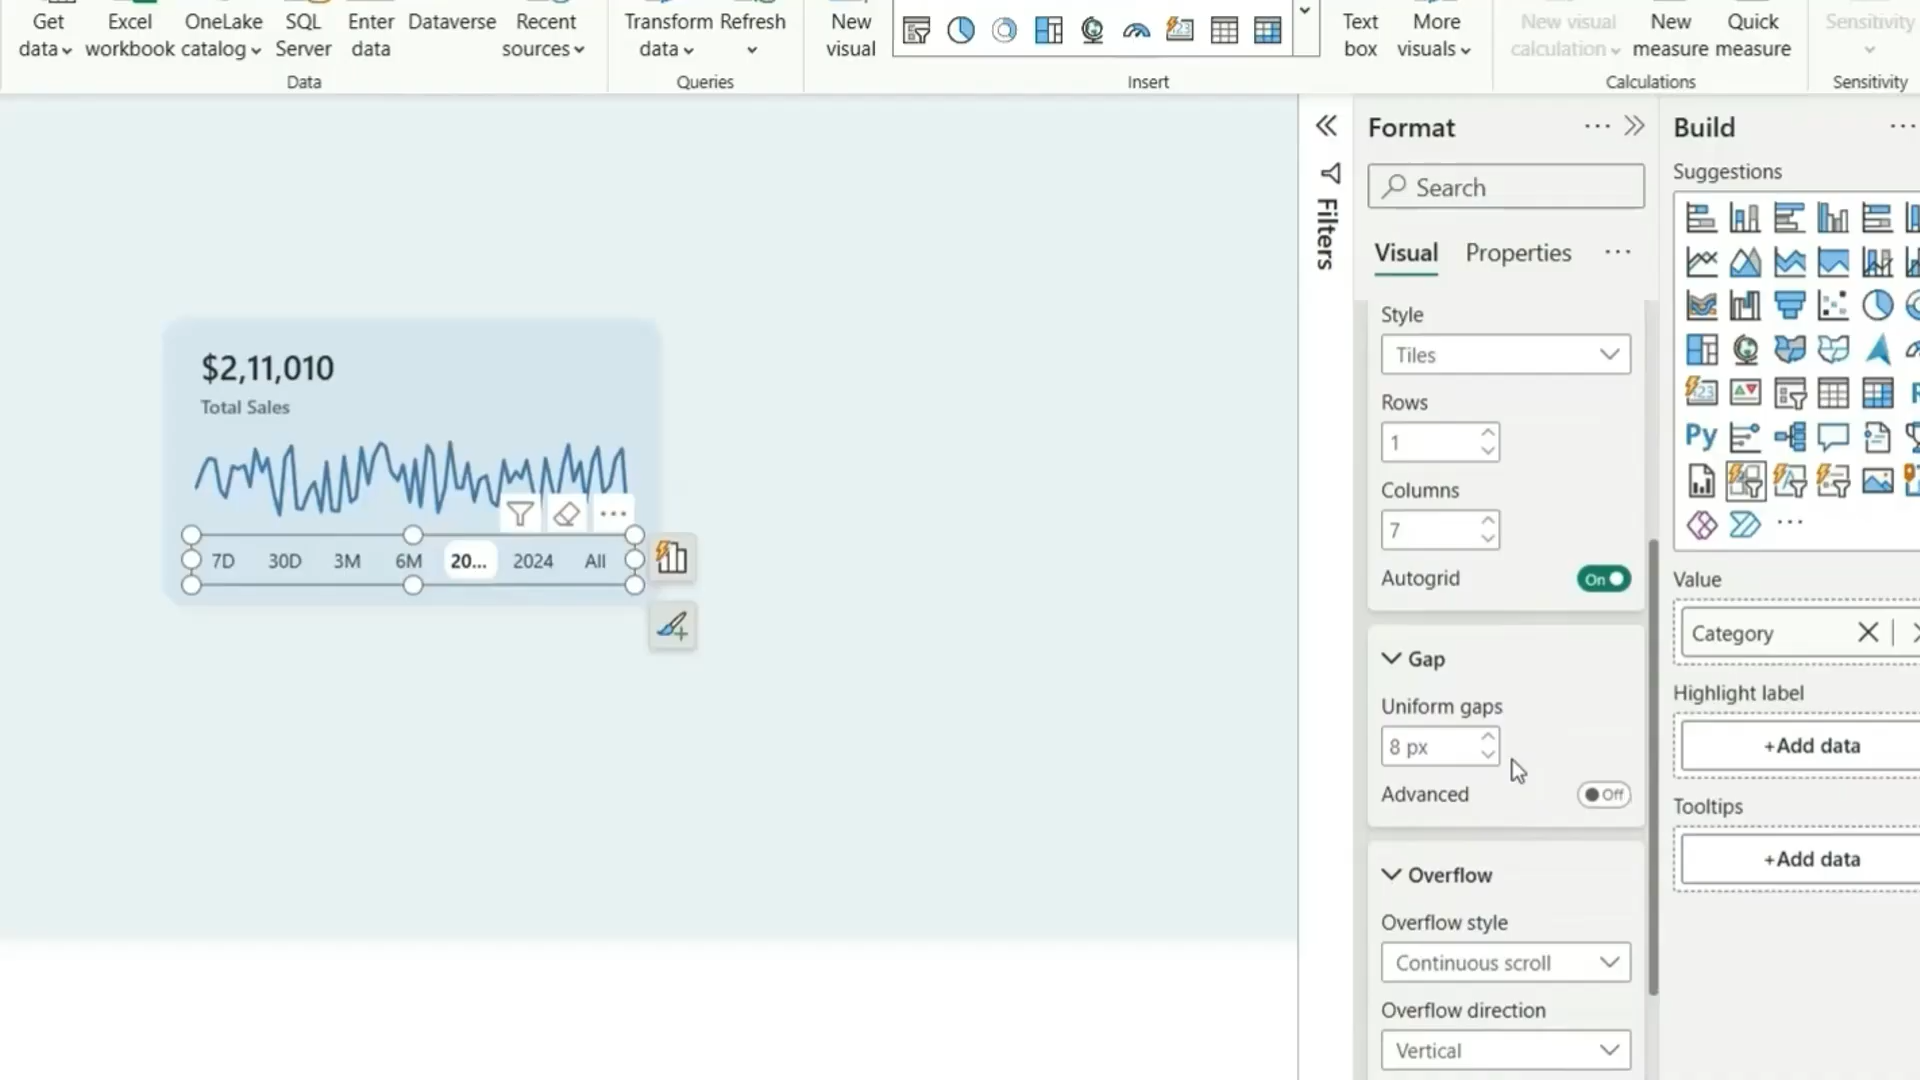 Get data
Excel workbook
OneLake catalog
SQL Server
Enter data
Dataverse
Recent sources
Data
Transform data
Refresh
Queries
New visual
Insert
Text box
More visuals
New visual calculation
New measure
Quick measure
Calculations
Sensitivity
Sensitivity
$2,11,010
Total Sales
7D 30D 3M 6M 20... 2024 All
Filters
Format
Search
Visual Properties
Style
Tiles
Rows
1
Columns
7
Autogrid On
Gap
Uniform gaps
8 px
Advanced Off
Overflow
Overflow style
Continuous scroll
Overflow direction
Vertical
Build
Suggestions
123
Py
Value
Category
Highlight label
+Add data
Tooltips
+Add data